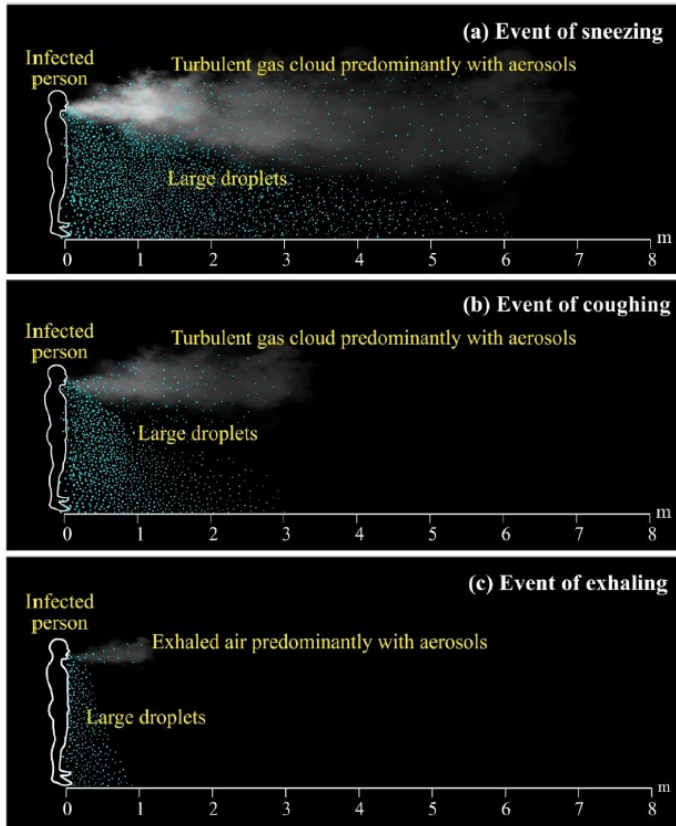 (a) Event of sneezing
Infected
person
Turbulent gas cloud predominantly with aerosols
Large droplets
m
0 1 2 3 4 5 6 7 8
(b) Event of coughing
Infected
person
Turbulent gas cloud predominantly with aerosols
Large droplets
m
0 1 2 3 4 5 6 7 8
(c) Event of exhaling
Infected
person
Exhaled air predominantly with aerosols
Large droplets
m
0 1 2 3 4 5 6 7 8